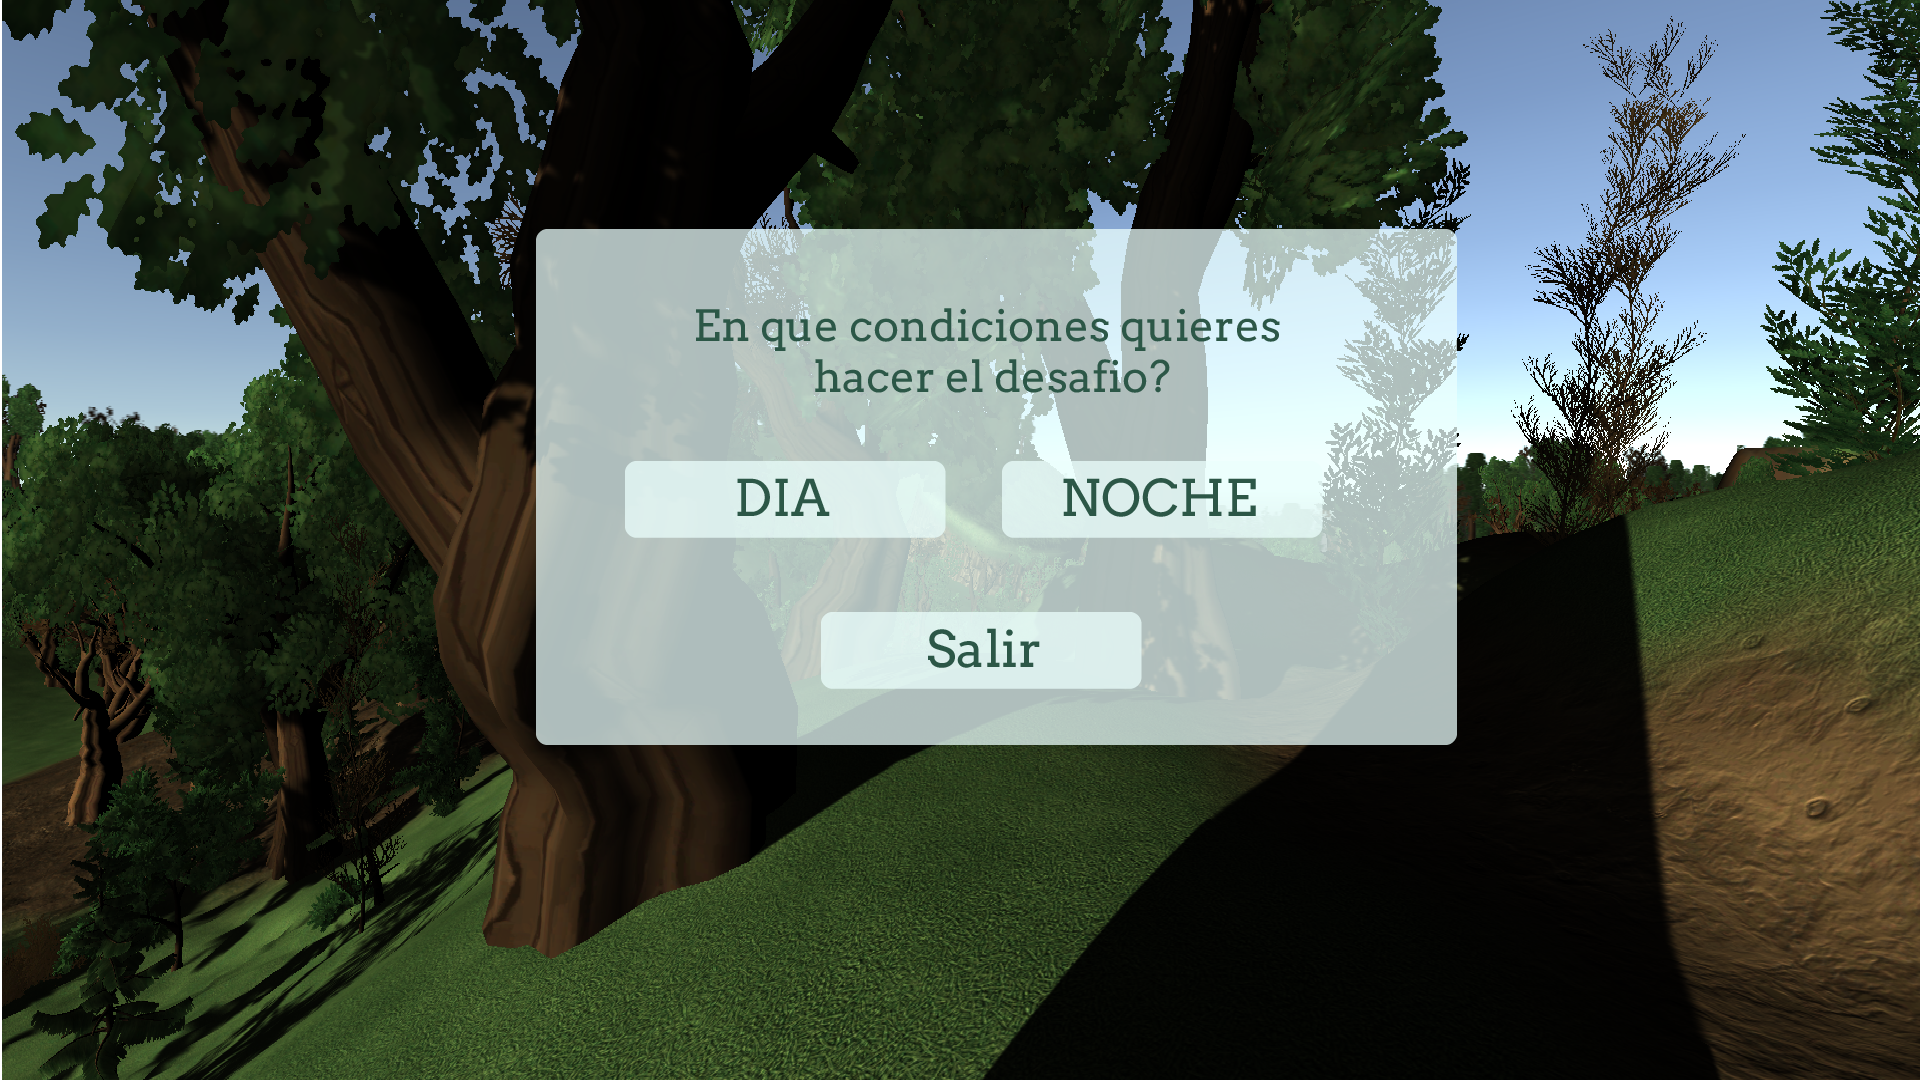 En que condiciones quieres
hacer el desafio?
DIA
NOCHE
Salir